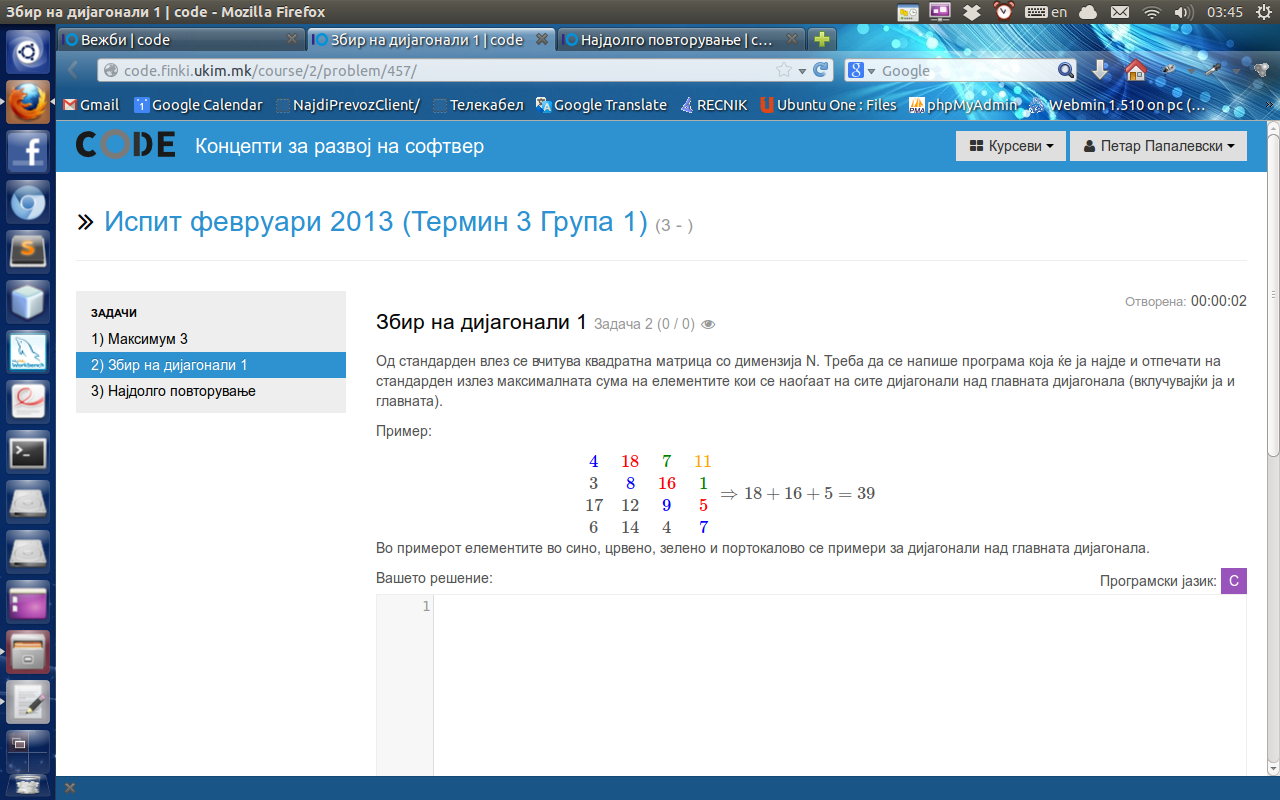 Збир на дијагонали 1 | code - Mozilla Firefox
en
03:45
Вежби | code
Збир на дијагонали 1 | code
Најдолго повторување | c...
code.finki.ukim.mk/course/2/problem/457/
Google
Gmail
Google Calendar
NajdiPrevozClient/
Телекабел
Google Translate
RECNIK
Ubuntu One : Files
phpMyAdmin
Webmin 1.510 on pc (...
CODE
Концепти за развој на софтвер
Курсеви
Петар Папалевски
Испит февруари 2013 (Термин 3 Група 1) (3 - )
Отворена: 00:00:02
ЗАДАЧИ
1) Максимум 3
2) Збир на дијагонали 1
3) Најдолго повторување
Збир на дијагонали 1 Задача 2 (0 / 0)
Од стандарден влез се вчитува квадратна матрица со димензија N. Треба да се напише програма која ќе ја најде и отпечати на
стандарден излез максималната сума на елементите кои се наоѓаат на сите дијагонали над главната дијагонала (вклучувајќи ја и
главната).
Пример:
4 18 7 11
3 8 16 1
17 12 9 5
6 14 4 7
⇒ 18 + 16 + 5 = 39
Во примерот елементите во сино, црвено, зелено и портокалово се примери за дијагонали над главната дијагонала.
Вашето решение:
Програмски јазик: C
1